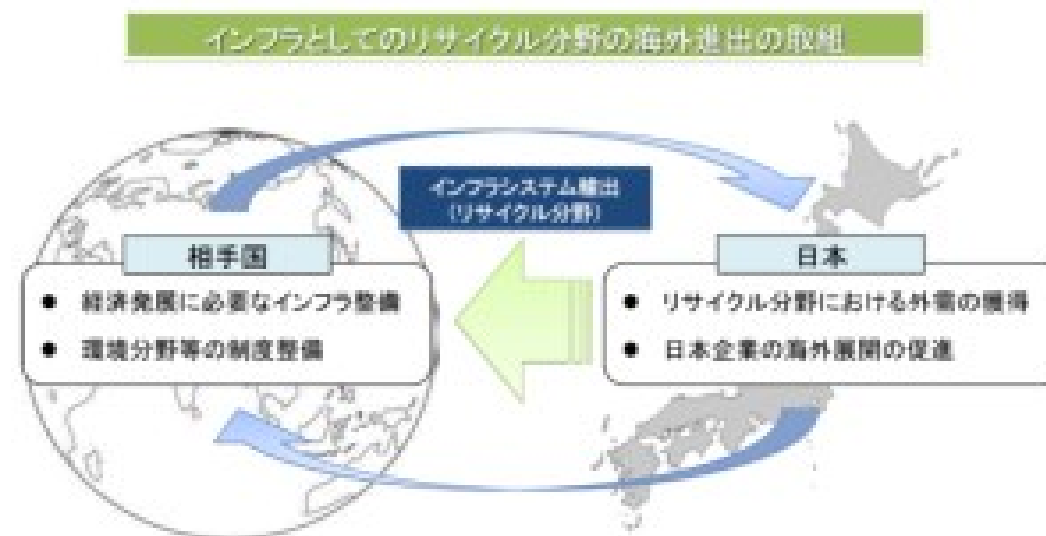 インフラとしてのリサイクル分野の海外進出の取組
インフラシステム輸出
(リサイクル分野)
相手国
● 経済発展に必要なインフラ整備
● 環境分野等の制度整備
日本
● リサイクル分野における外需の獲得
● 日本企業の海外展開の促進